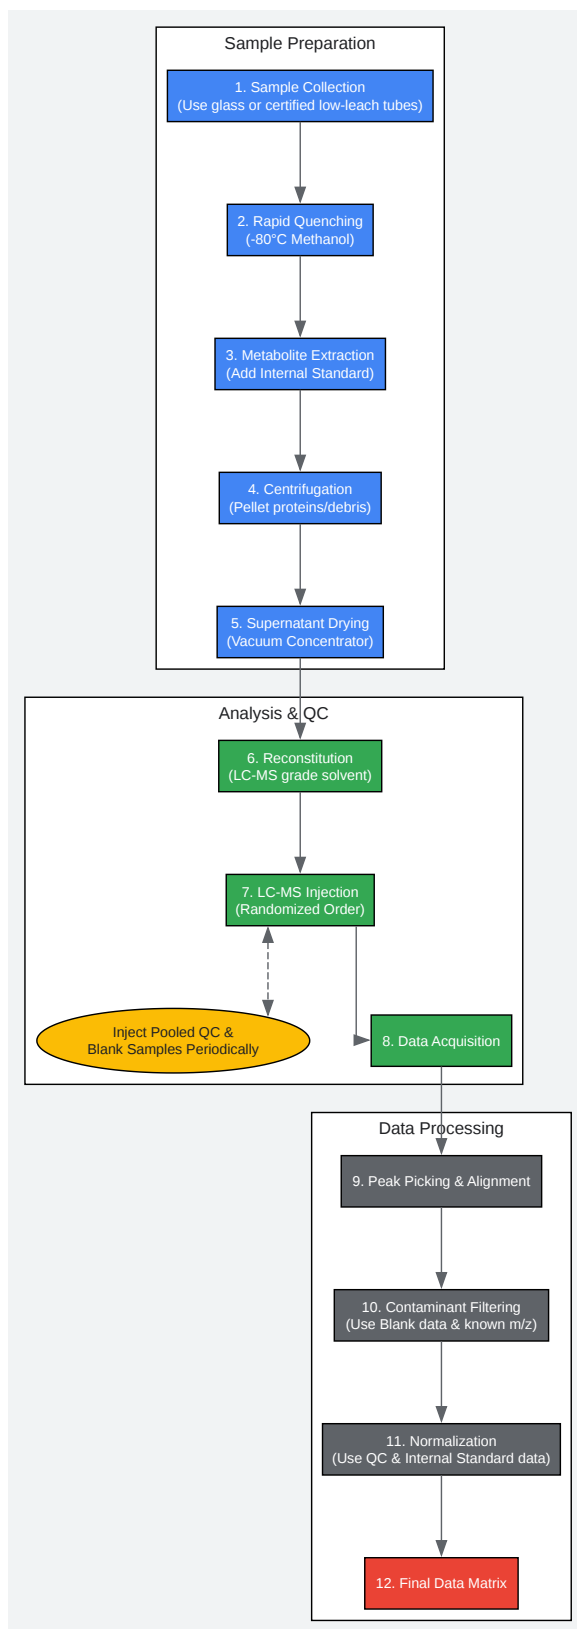 Sample Preparation
1. Sample Collection
(Use glass or certified low-leach tubes)
2. Rapid Quenching
(-80°C Methanol)
3. Metabolite Extraction
(Add Internal Standard)
4. Centrifugation
(Pellet proteins/debris)
5. Supernatant Drying
(Vacuum Concentrator)
Analysis & QC
6. Reconstitution
(LC-MS grade solvent)
7. LC-MS Injection
(Randomized Order)
Inject Pooled QC &
Blank Samples Periodically
8. Data Acquisition
Data Processing
9. Peak Picking & Alignment
10. Contaminant Filtering
(Use Blank data & known m/z)
11. Normalization
(Use QC & Internal Standard data)
12. Final Data Matrix